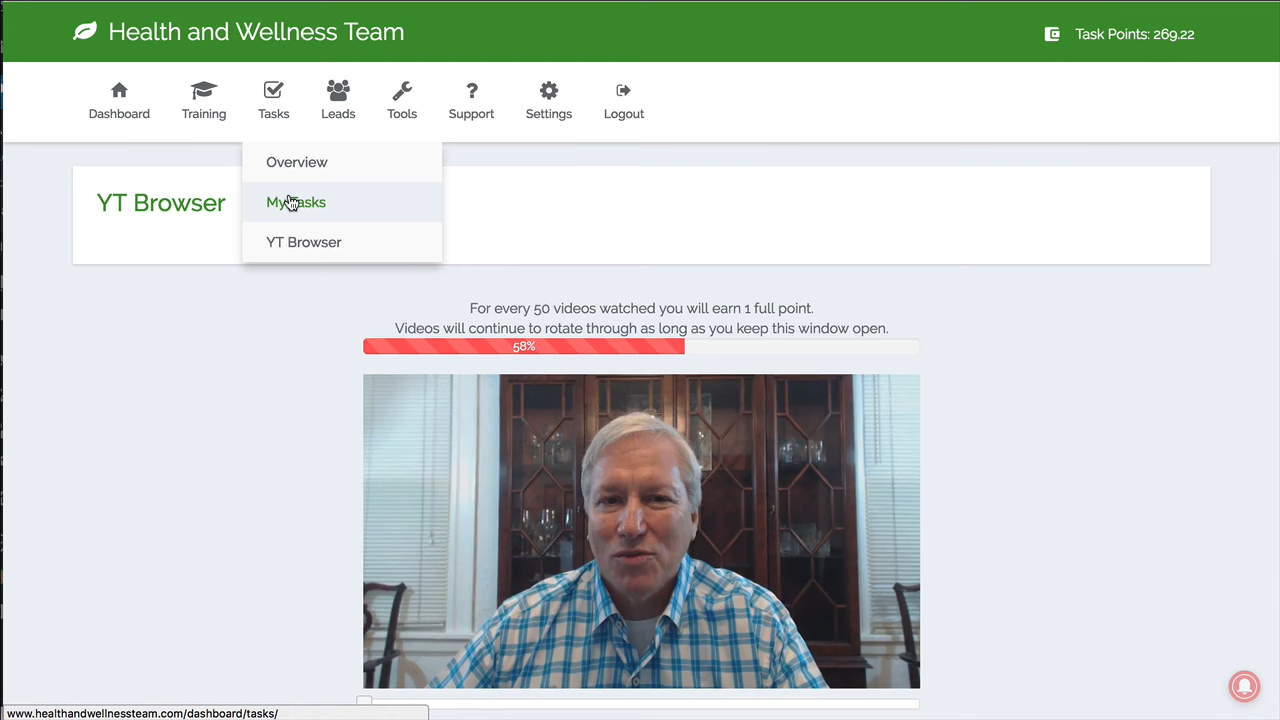 Health and Wellness Team
Task Points: 269.22
Dashboard
Training
Tasks
Leads
Tools
Support
Settings
Logout
Overview
My Tasks
YT Browser
YT Browser
For every 50 videos watched you will earn 1 full point.
Videos will continue to rotate through as long as you keep this window open.
58%
www.healthandwellnessteam.com/dashboard/tasks/